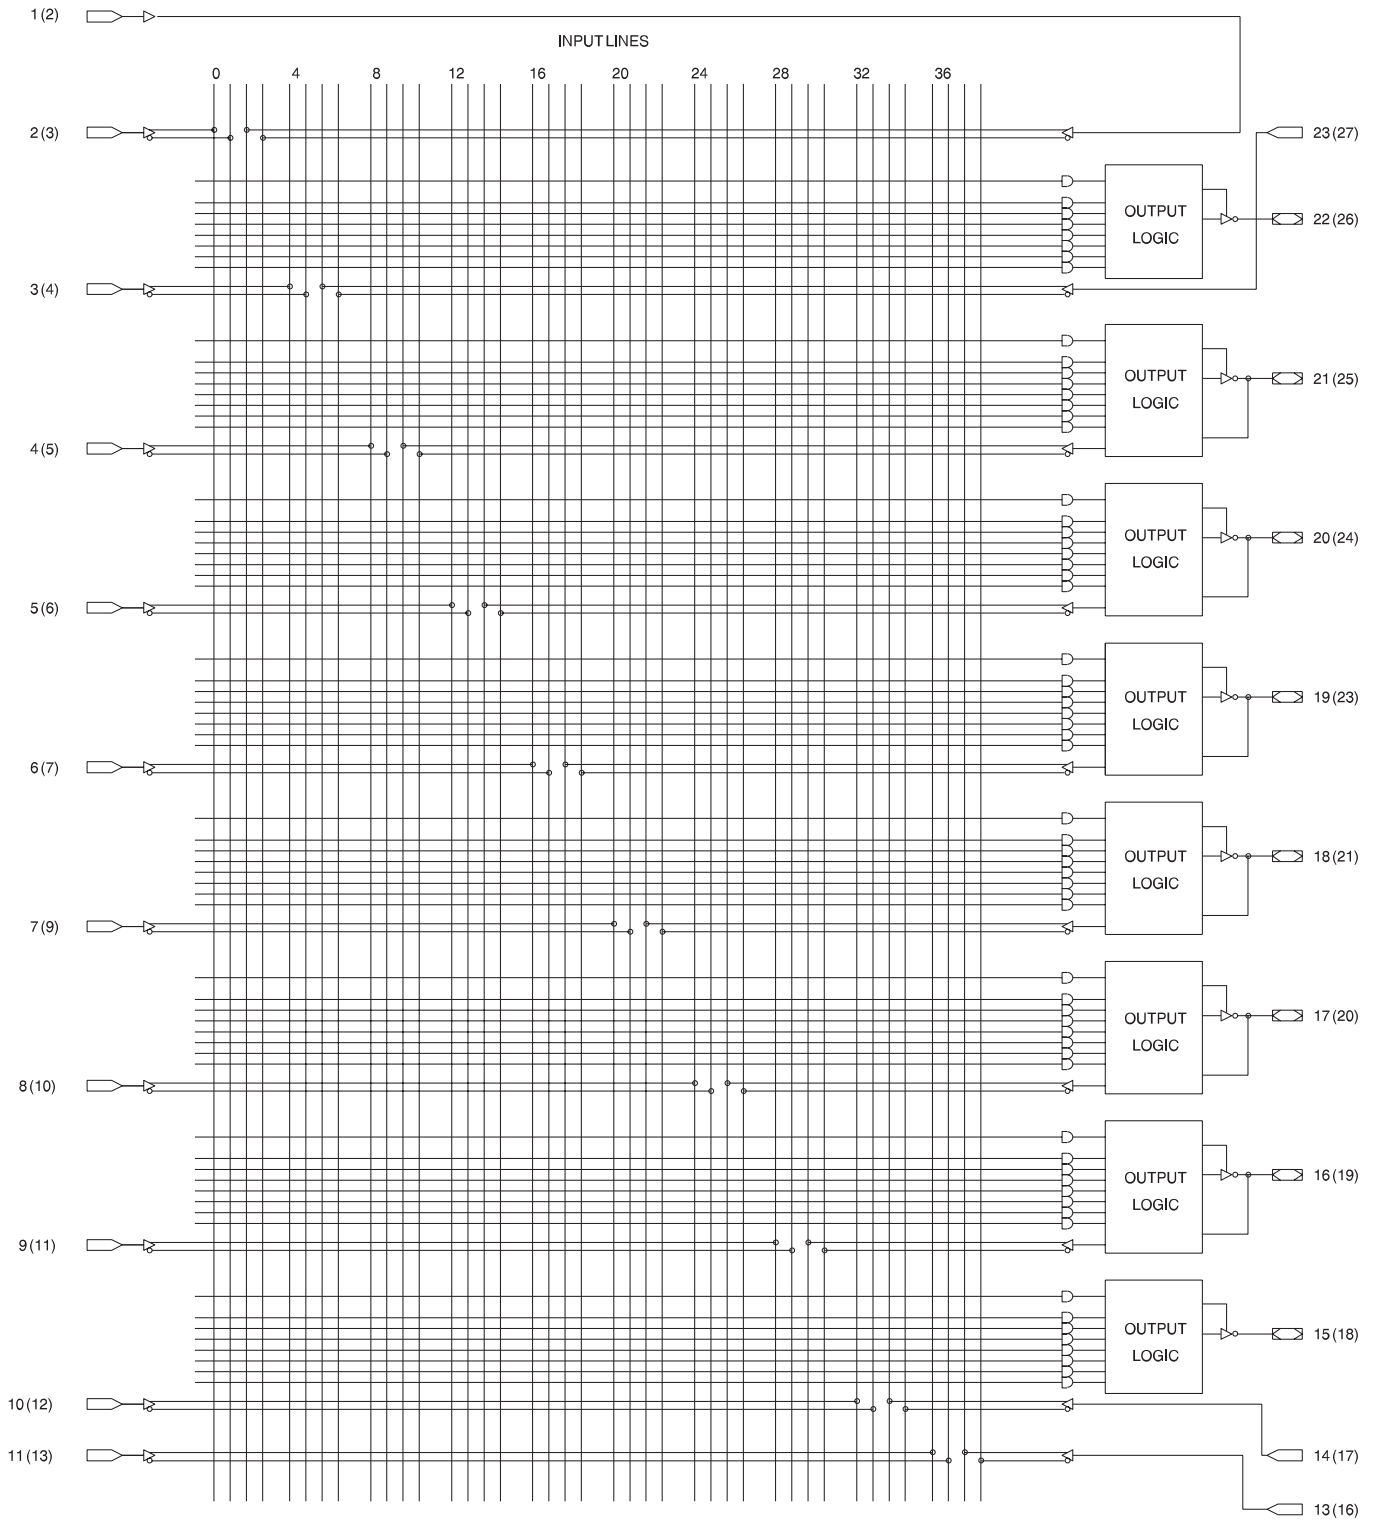 1(2)
INPUT LINES
0 4 8 12 16 20 24 28 32 36
2(3)
23(27)
OUTPUT
LOGIC
22(26)
3(4)
OUTPUT
LOGIC
21(25)
4(5)
OUTPUT
LOGIC
20(24)
5(6)
OUTPUT
LOGIC
19(23)
6(7)
OUTPUT
LOGIC
18(21)
7(9)
OUTPUT
LOGIC
17(20)
8(10)
OUTPUT
LOGIC
16(19)
9(11)
OUTPUT
LOGIC
15(18)
10(12)
11(13)
14(17)
13(16)